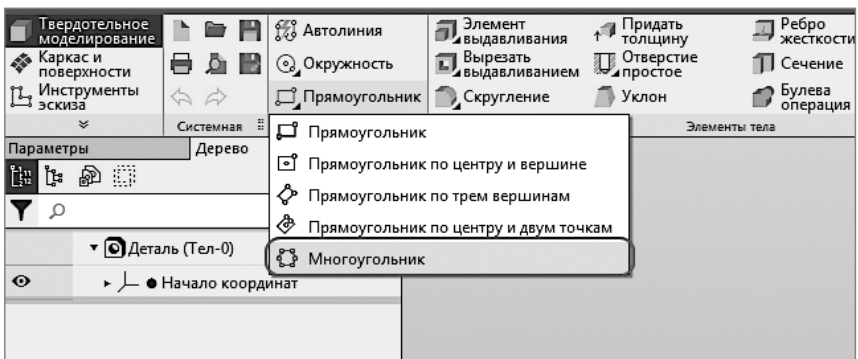 Твердотельное
моделирование
Каркас и
поверхности
Инструменты
эскиза
Системная
Автолиния
Окружность
Прямоугольник
Элемент
выдавливания
Вырезать
выдавливанием
Скругление
Придать
толщину
Отверстие
простое
Уклон
Ребро
жесткости
Сечение
Булева
операция
Элементы тела
Прямоугольник
Прямоугольник по центру и вершине
Прямоугольник по трем вершинам
Прямоугольник по центру и двум точкам
Многоугольник
Параметры
Дерево
Деталь (Тел-0)
Начало координат